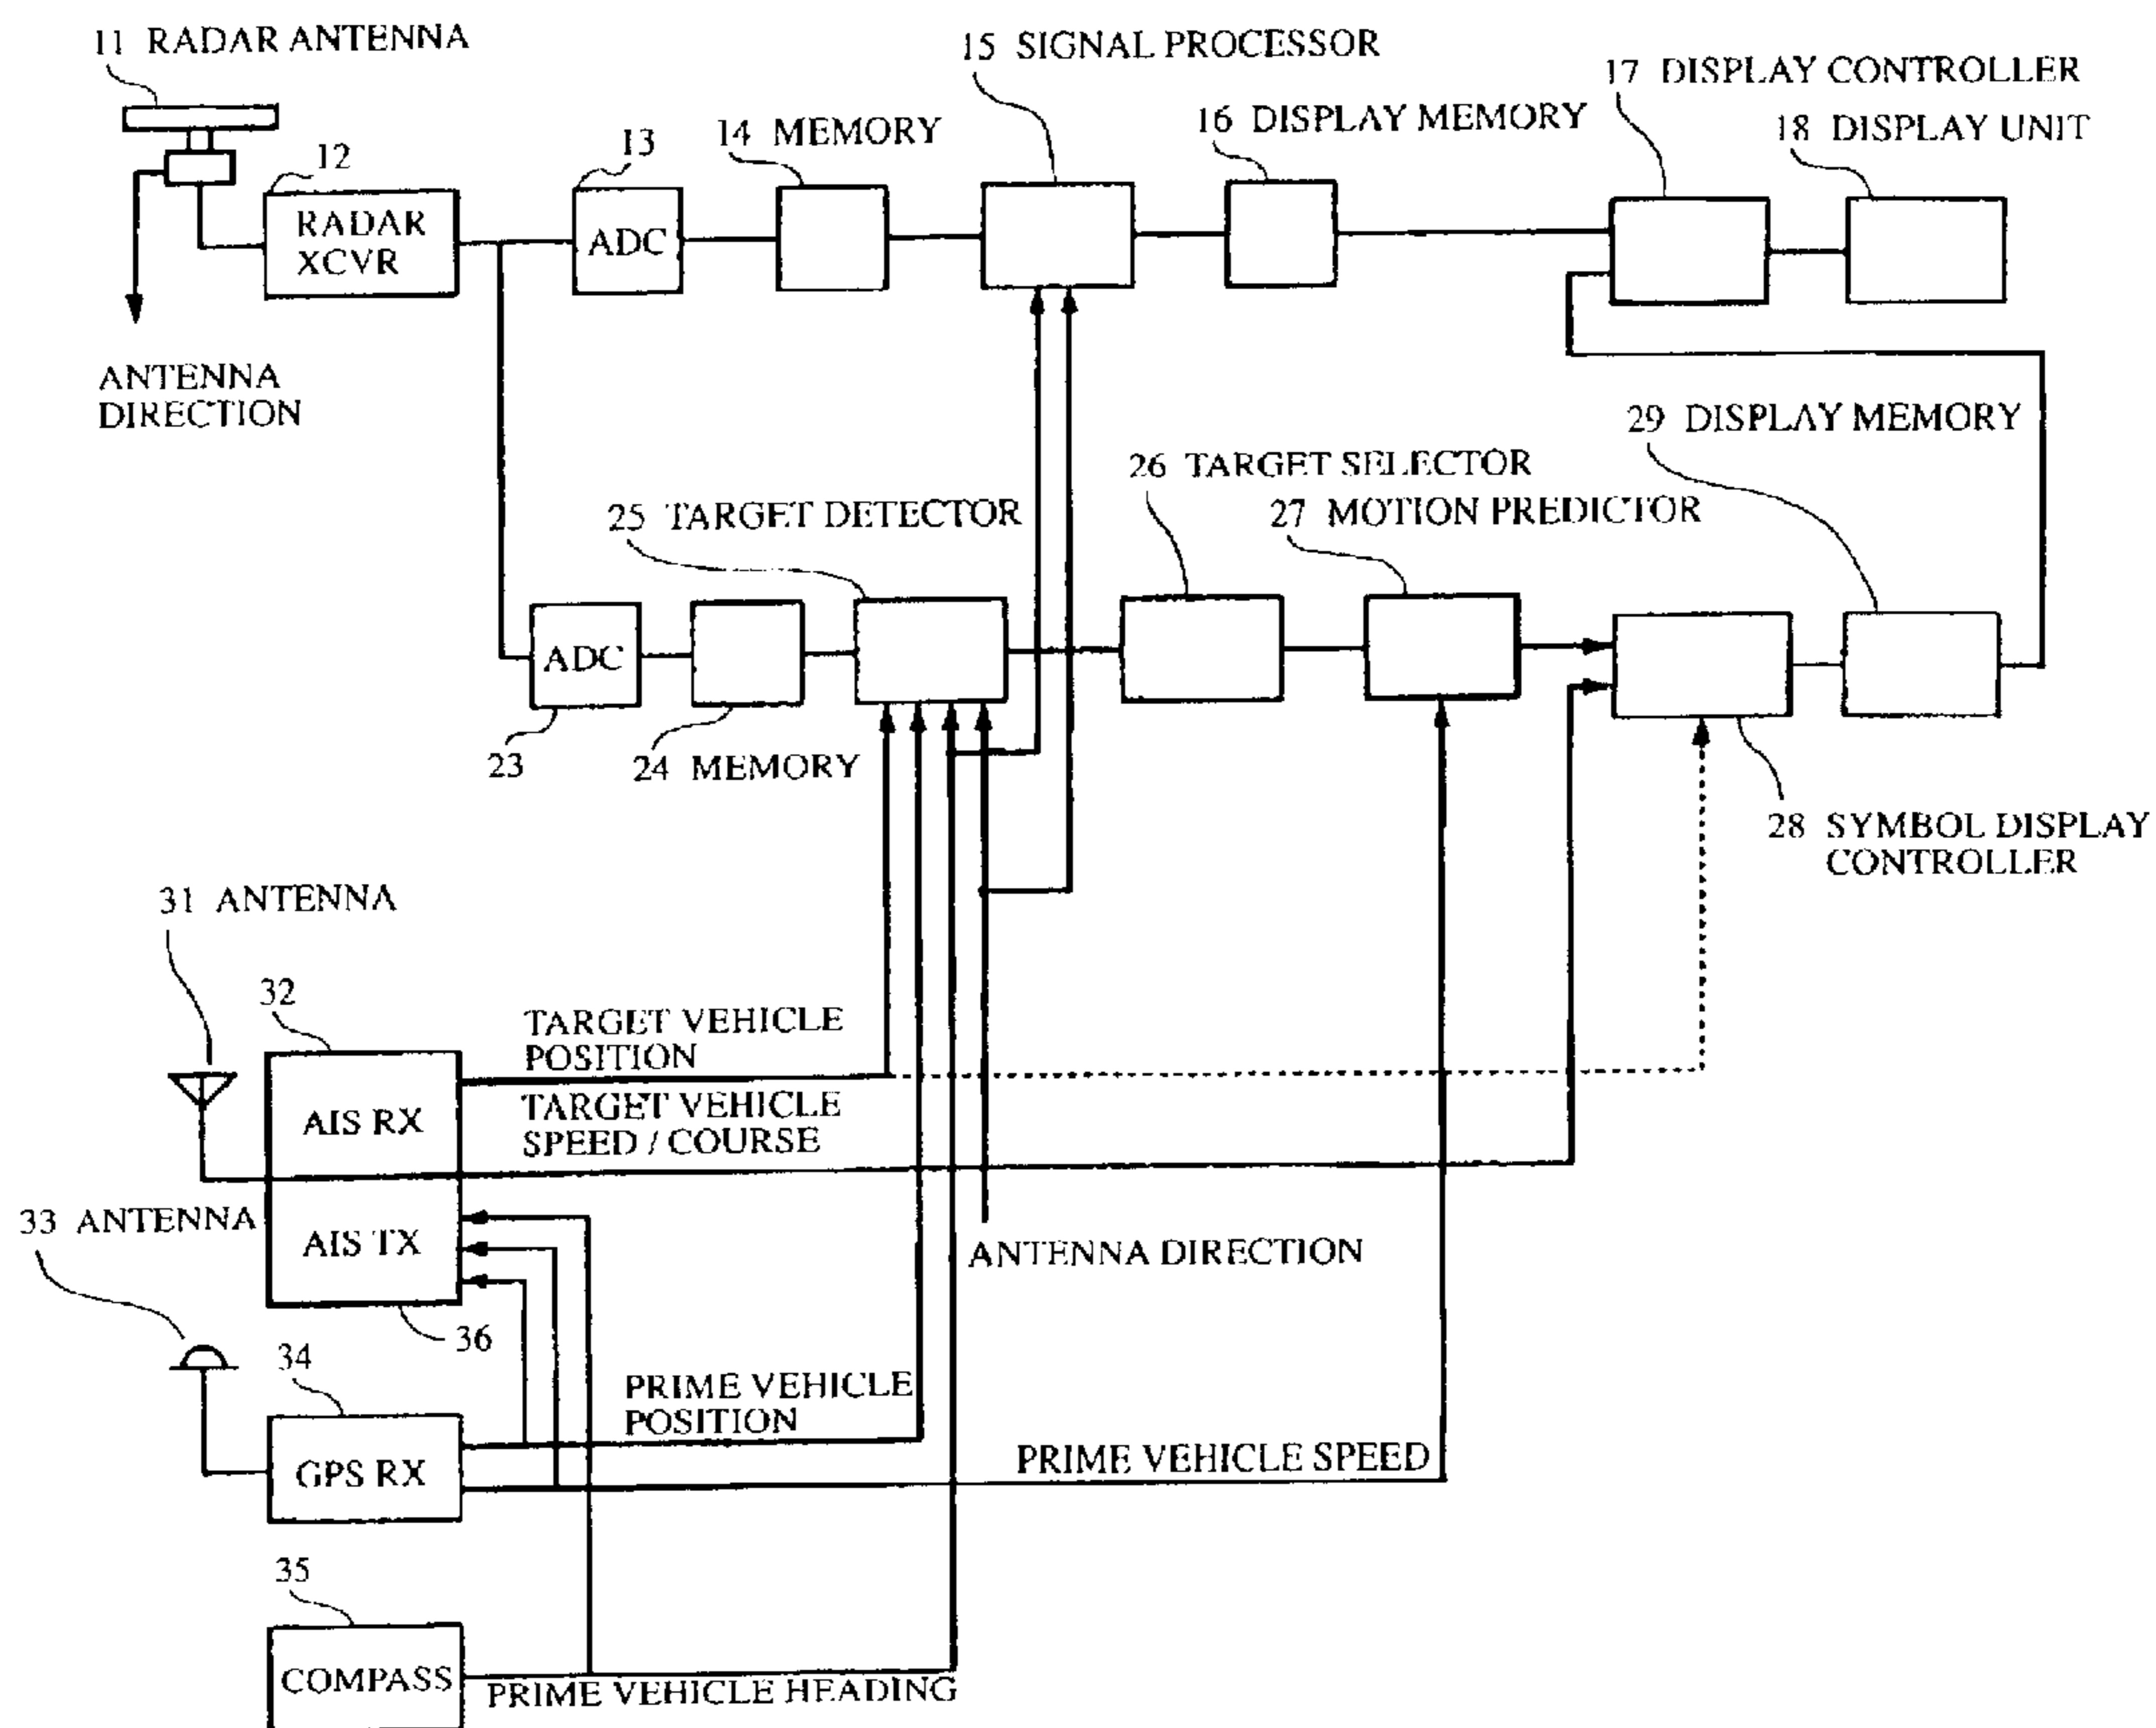 11 RADAR ANTENNA
15 SIGNAL PROCESSOR
17 DISPLAY CONTROLLER
16 DISPLAY MEMORY
18 DISPLAY UNIT
14 MEMORY
13
12
RADAR
XCVR
ADC
ANTENNA
DIRECTION
29 DISPLAY MEMORY
26 TARGET SELECTOR
27 MOTION PREDICTOR
25 TARGET DETECTOR
ADC
23
24 MEMORY
28 SYMBOL DISPLAY
CONTROLLER
31 ANTENNA
32
TARGET VEHICLE
POSITION
AIS RX
TARGET VEHICLE
SPEED / COURSE
33 ANTENNA
AIS TX
ANTENNA DIRECTION
36
34
PRIME VEHICLE
POSITION
GPS RX
PRIME VEHICLE SPEED
35
COMPASS
PRIME VEHICLE HEADING